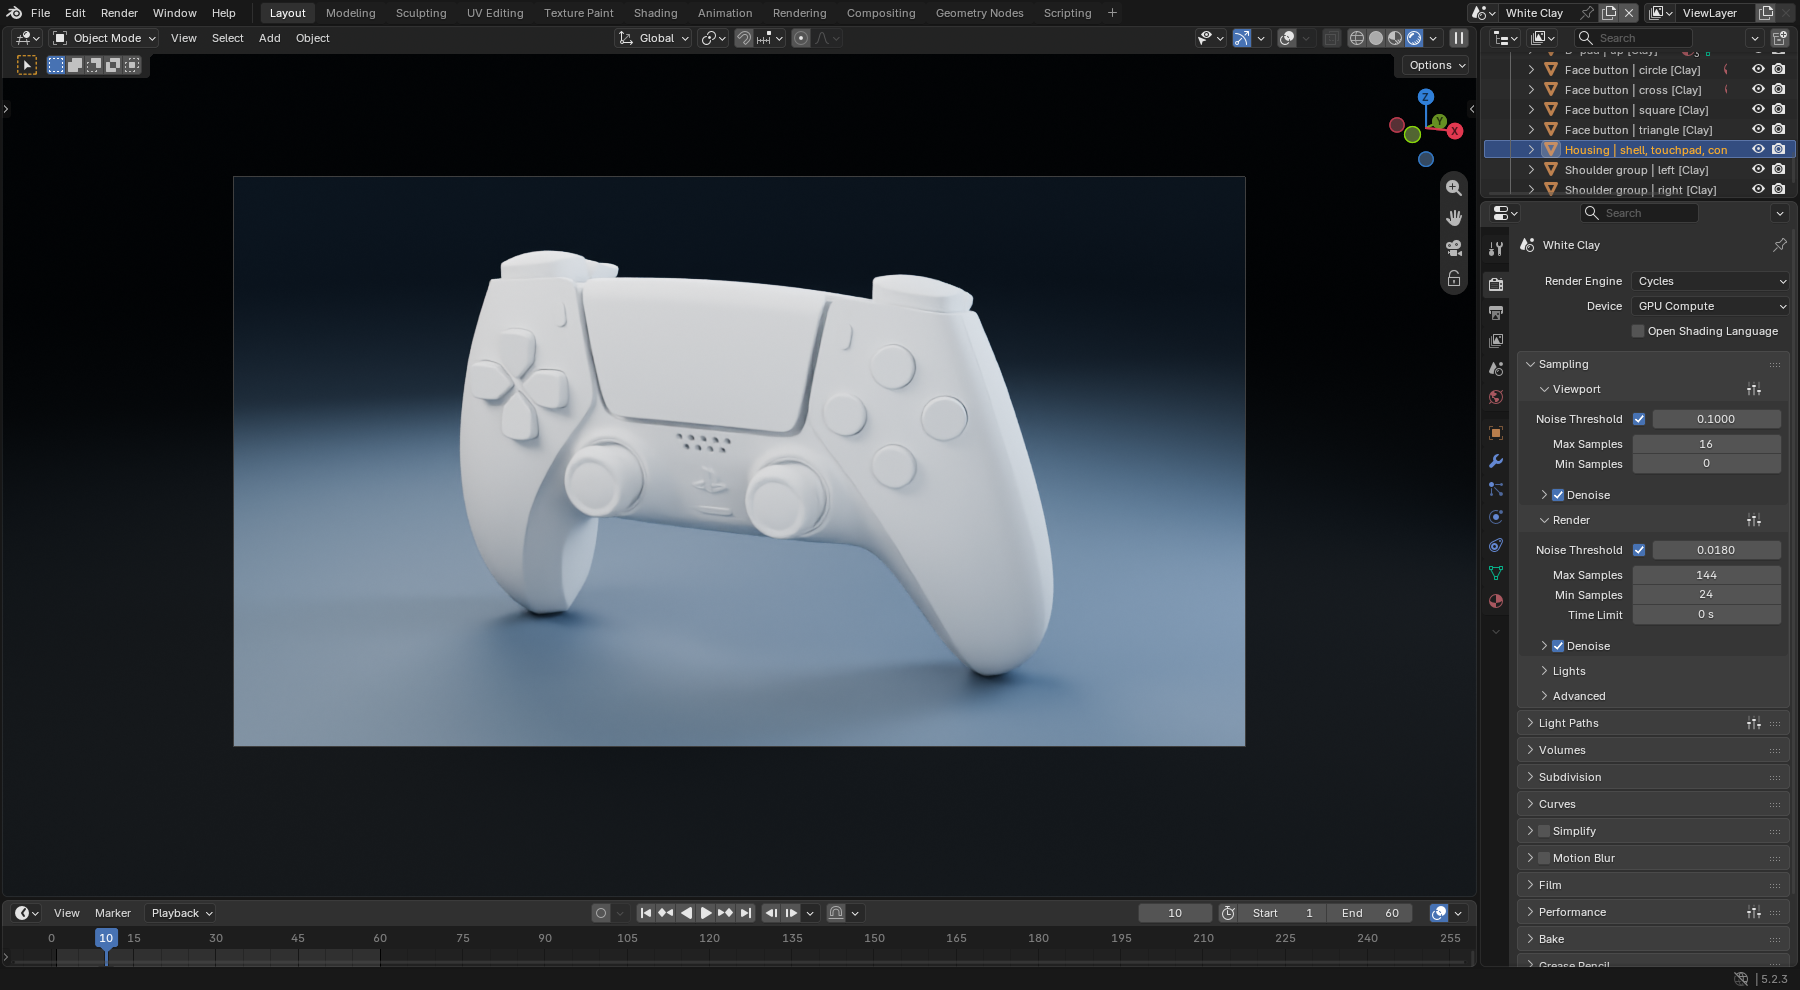 File Edit Render Window Help Layout Modeling Sculpting UV Editing Texture Paint Shading Animation Rendering Compositing Geometry Nodes Scripting + White Clay ViewLayer
Object Mode View Select Add Object Global Search
Options
Face button | circle [Clay]
Face button | cross [Clay]
Face button | square [Clay]
Face button | triangle [Clay]
Housing | shell, touchpad, con
Shoulder group | left [Clay]
Shoulder group | right [Clay]
Z
Y
X
Search
White Clay
Render Engine Cycles
Device GPU Compute
Open Shading Language
Sampling
Viewport
Noise Threshold 0.1000
Max Samples 16
Min Samples 0
Denoise
Render
Noise Threshold 0.0180
Max Samples 144
Min Samples 24
Time Limit 0 s
Denoise
Lights
Advanced
Light Paths
Volumes
Subdivision
Curves
Simplify
Motion Blur
Film
Performance
Bake
Grease Pencil
View Marker Playback 10 Start 1 End 60
0 10 15 30 45 60 75 90 105 120 135 150 165 180 195 210 225 240 255
5.2.3